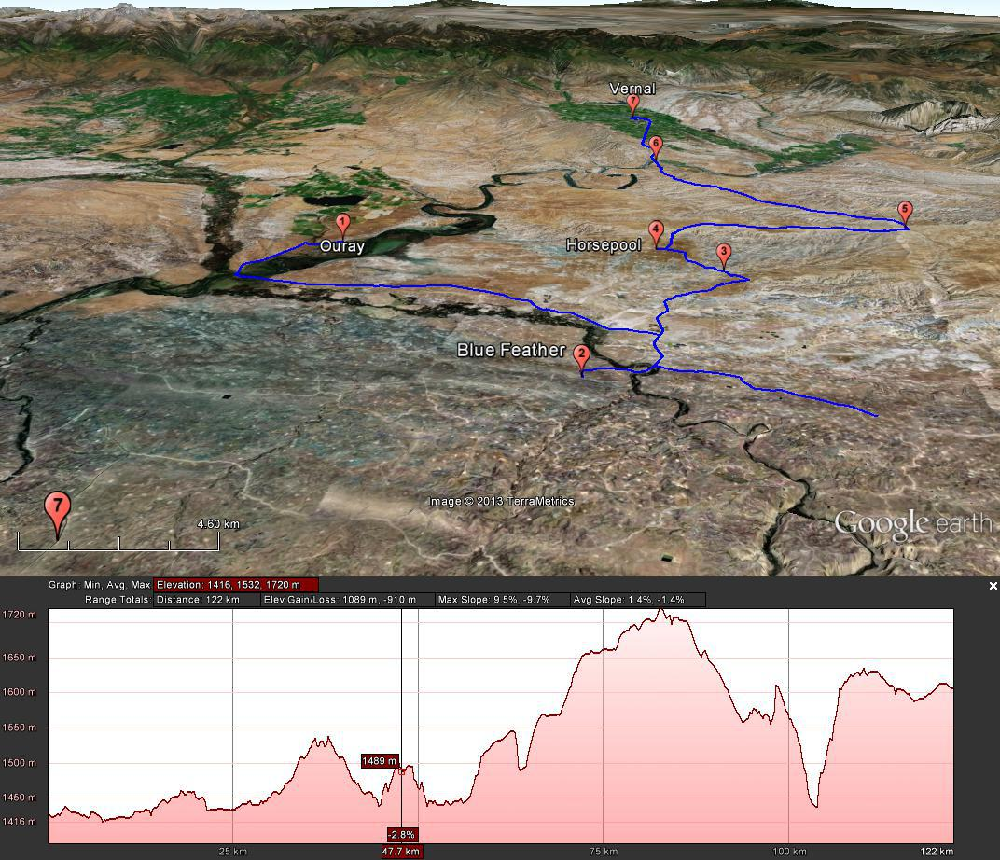 Vernal
7
6
5
1
Ouray
4
Horsepool
3
Blue Feather
2
Image © 2013 TerraMetrics
7
4.60 km
Google earth
Graph: Min, Avg, Max Elevation: 1416, 1532, 1720 m
Range Totals: Distance: 122 km Elev Gain/Loss: 1089 m, -910 m Max Slope: 9.5%, -9.7% Avg Slope: 1.4%, -1.4%
1720 m
1650 m
1600 m
1550 m
1500 m
1489 m
1450 m
1416 m
-2.8%
25 km 47.7 km 75 km 100 km 122 km